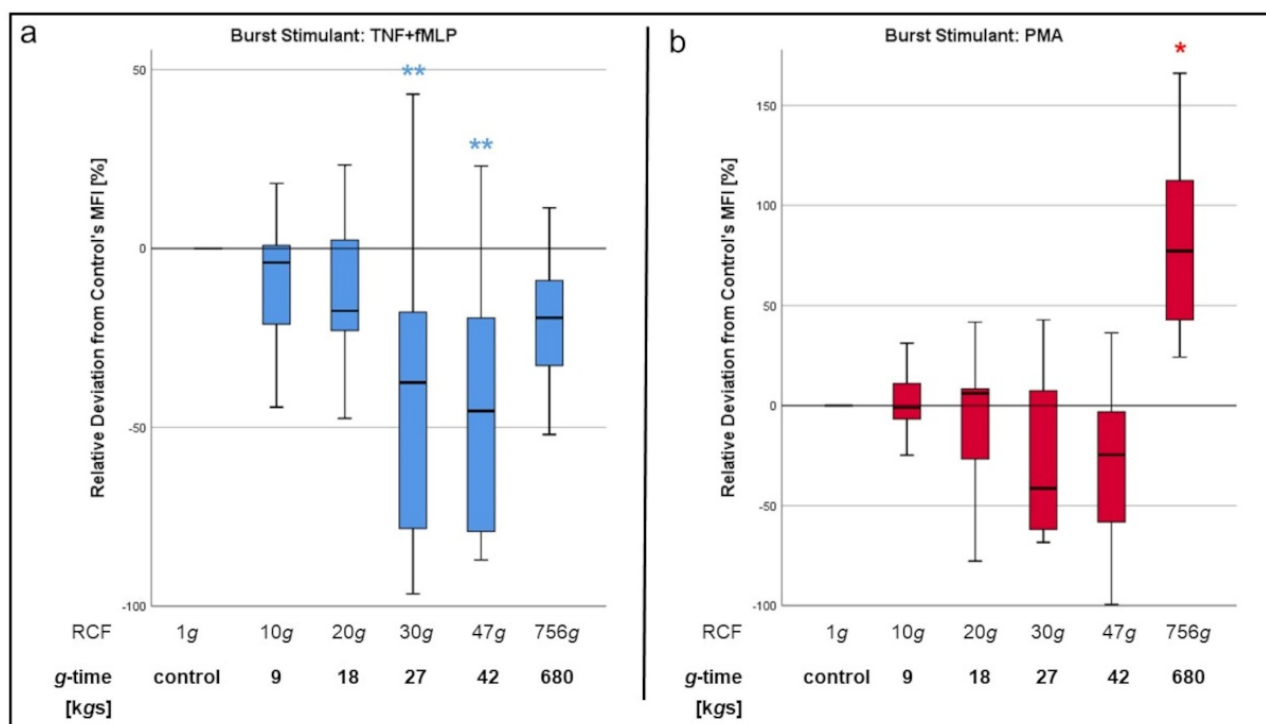 a
Burst Stimulant: TNF+fMLP
Relative Deviation from Control's MFI [%]
50
0
-50
-100
**
**
RCF 1g 10g 20g 30g 47g 756g
g-time control 9 18 27 42 680
[kgs]
b
Burst Stimulant: PMA
Relative Deviation from Control's MFI [%]
150
100
50
0
-50
-100
*
RCF 1g 10g 20g 30g 47g 756g
g-time control 9 18 27 42 680
[kgs]